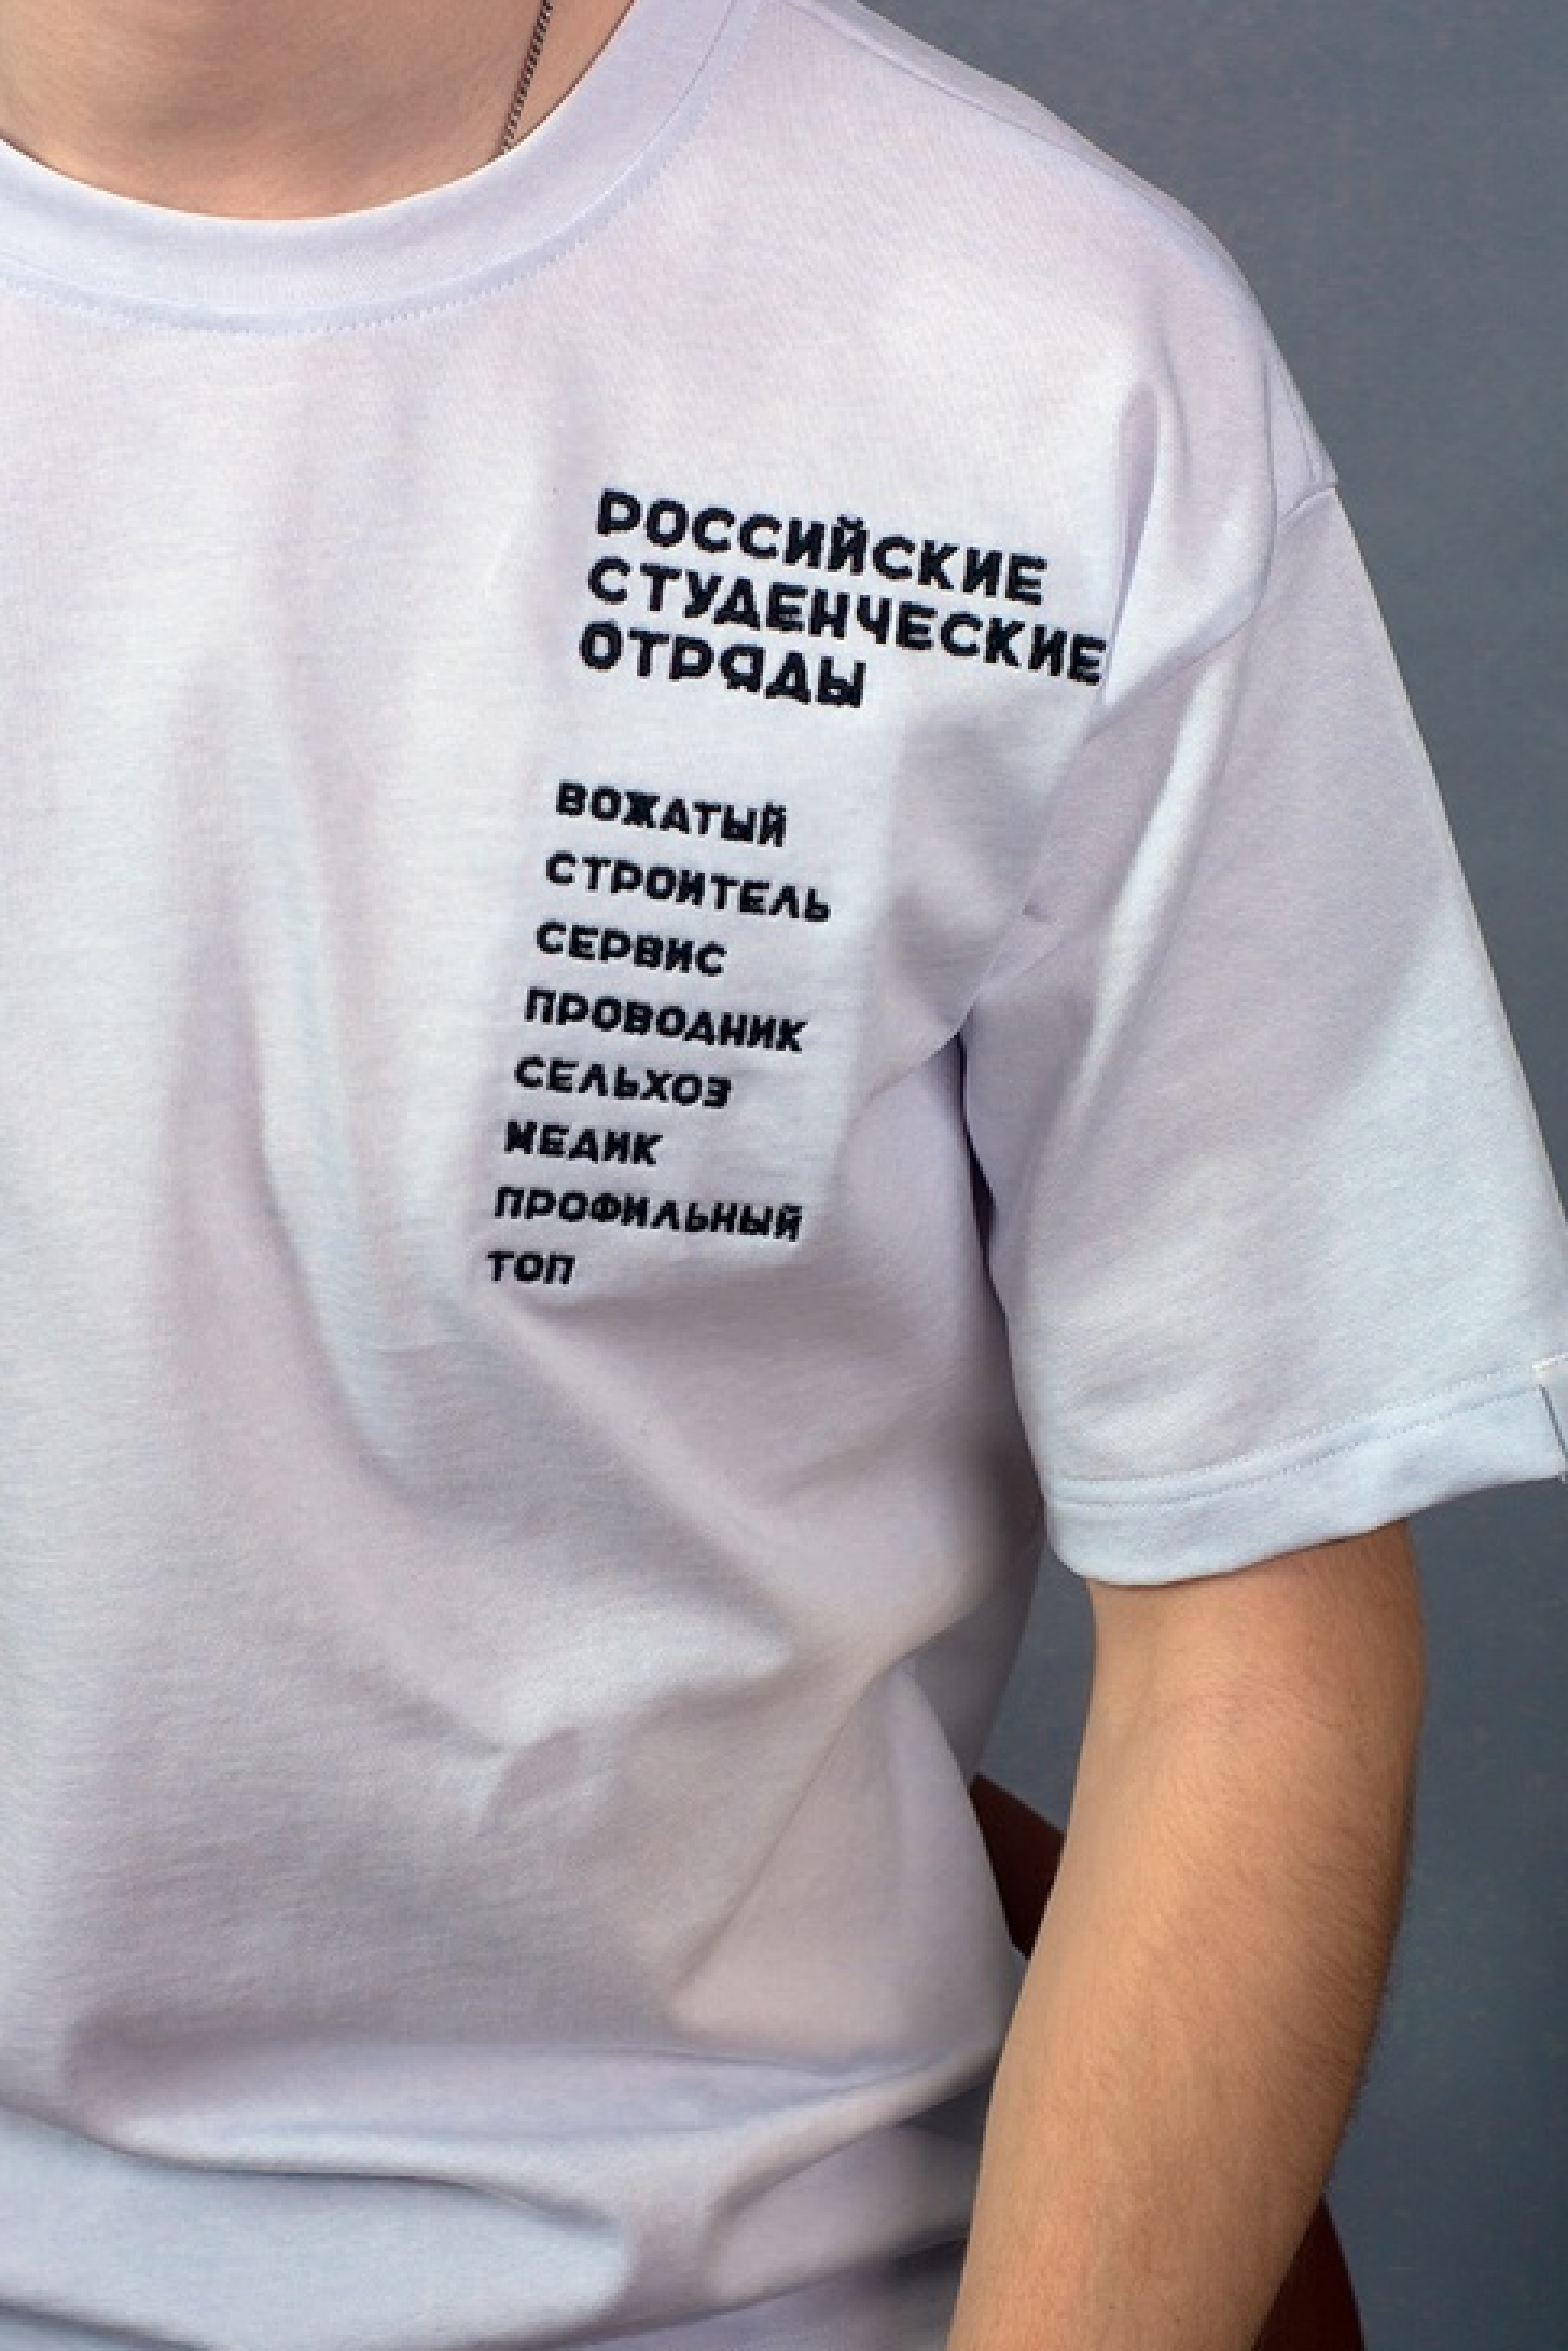 РОССИЙСКИЕ
СТУДЕНЧЕСКИЕ
ОТРЯДЫ
ВОЖАТЫЙ
СТРОИТЕЛЬ
СЕРВИС
ПРОВОДНИК
СЕЛЬХОЗ
МЕДИК
ПРОФИЛЬНЫЙ
ТОП